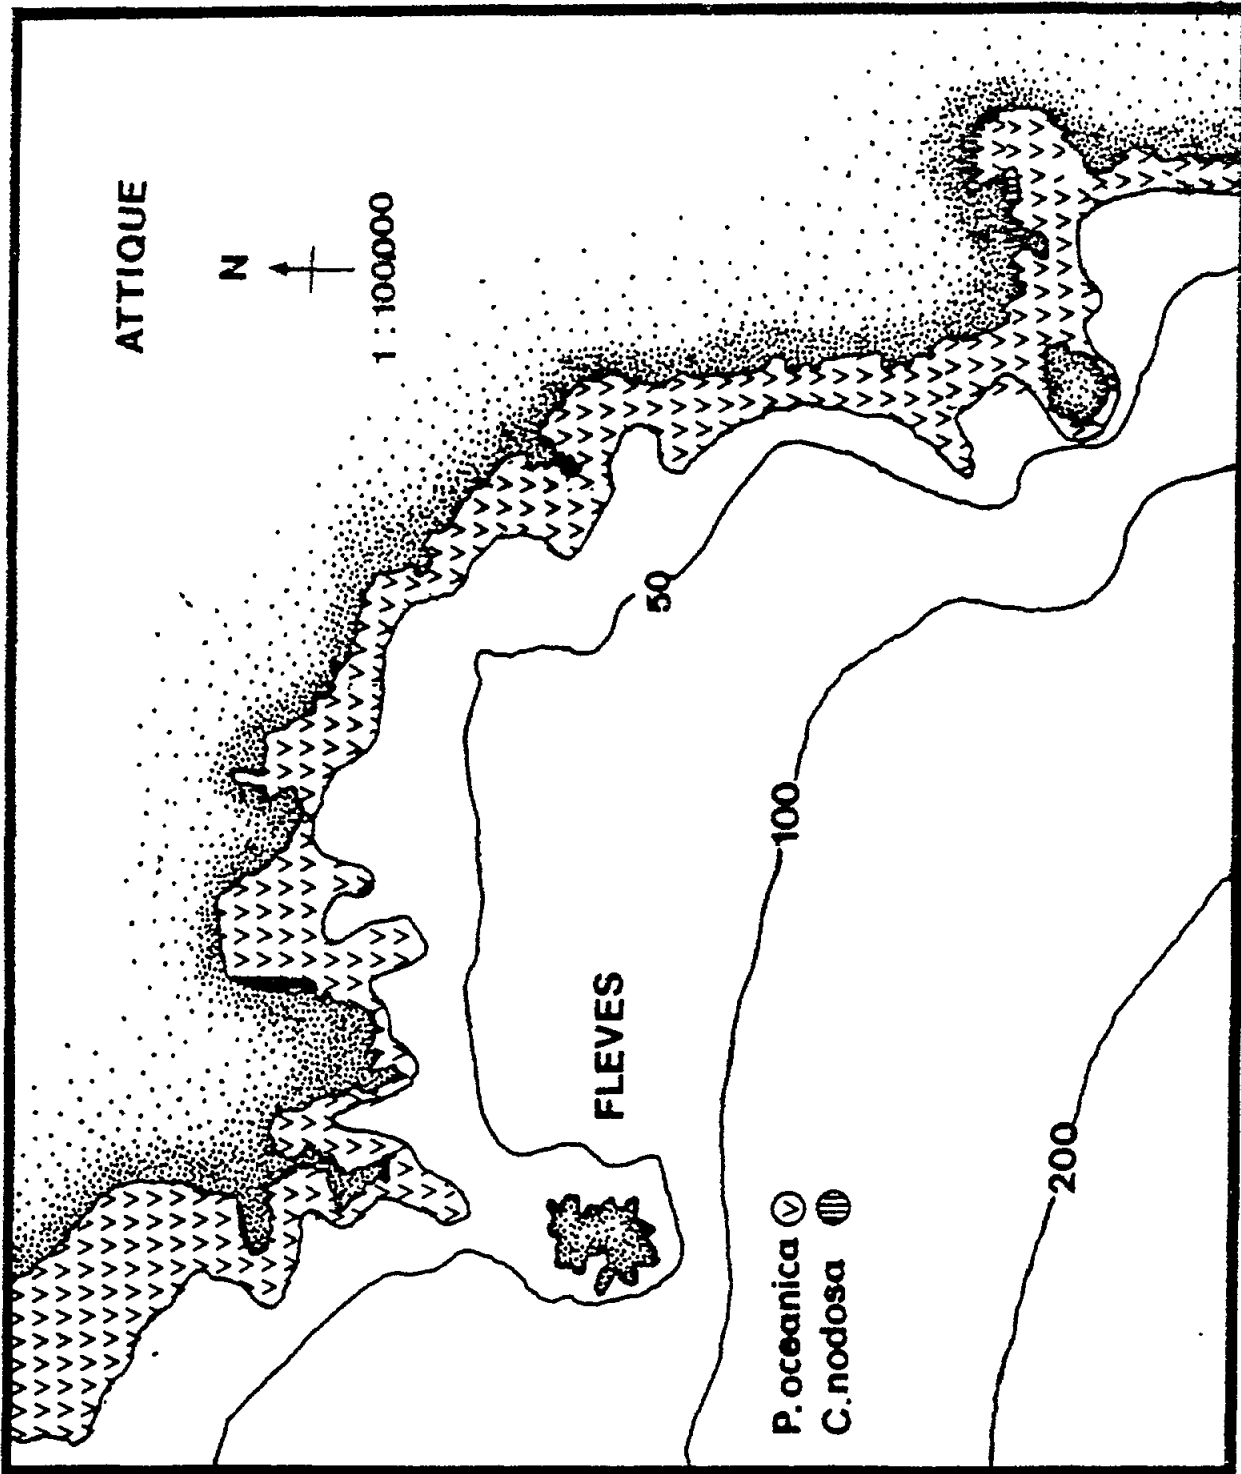 ATTIQUE
N
1 : 100000
50
100
FLEVES
200
P. oceanica
C. nodosa